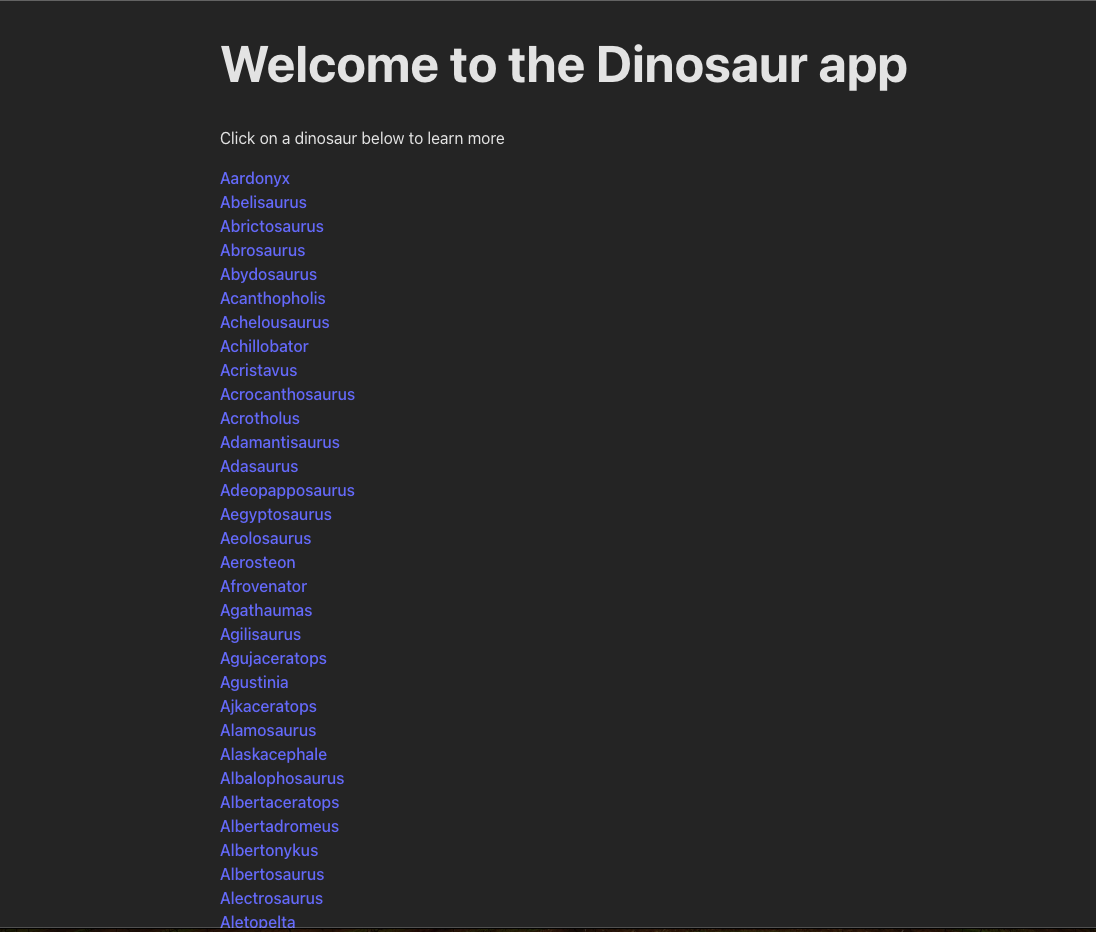 Welcome to the Dinosaur app
Click on a dinosaur below to learn more
Aardonyx
Abelisaurus
Abrictosaurus
Abrosaurus
Abydosaurus
Acanthopholis
Achelousaurus
Achillobator
Acristavus
Acrocanthosaurus
Acrotholus
Adamantisaurus
Adasaurus
Adeopapposaurus
Aegyptosaurus
Aeolosaurus
Aerosteon
Afrovenator
Agathaumas
Agilisaurus
Agujaceratops
Agustinia
Ajkaceratops
Alamosaurus
Alaskacephale
Albalophosaurus
Albertaceratops
Albertadromeus
Albertonykus
Albertosaurus
Alectrosaurus
Aletopelta